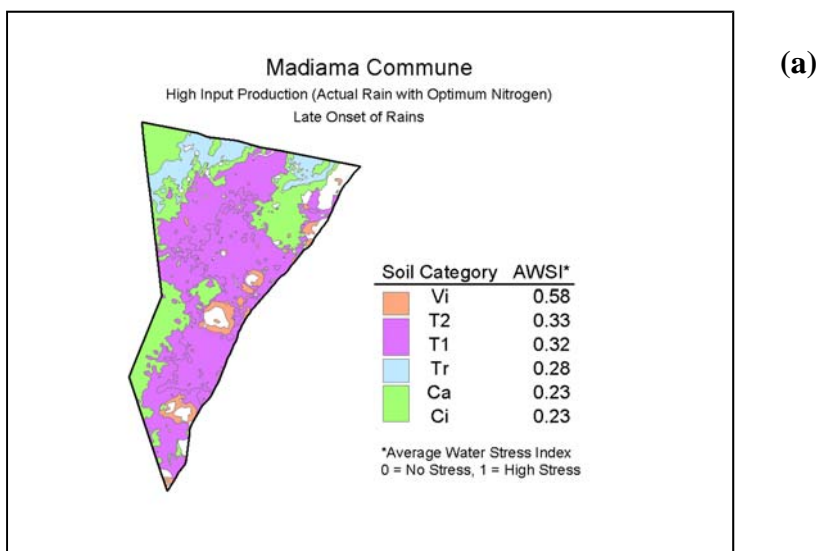 (a)
Madiama Commune
High Input Production (Actual Rain with Optimum Nitrogen)
Late Onset of Rains
Soil Category AWSI*
Vi 0.58
T2 0.33
T1 0.32
Tr 0.28
Ca 0.23
Ci 0.23
*Average Water Stress Index
0 = No Stress, 1 = High Stress